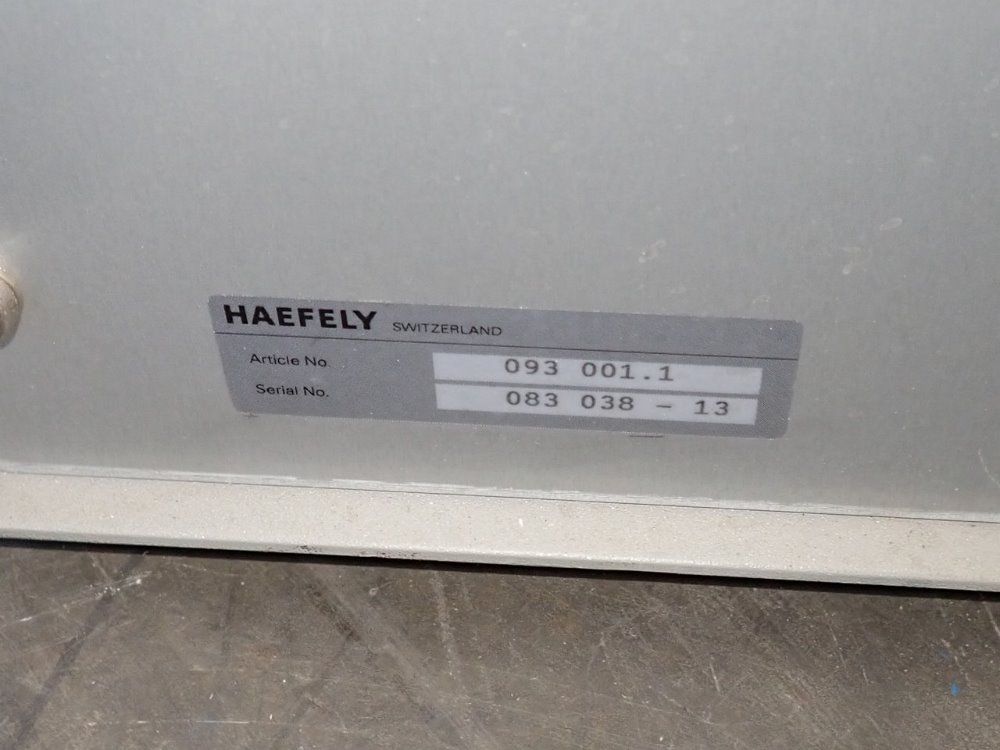 HAEFELY SWITZERLAND
Article No. 093 001.1
Serial No. 083 038 - 13